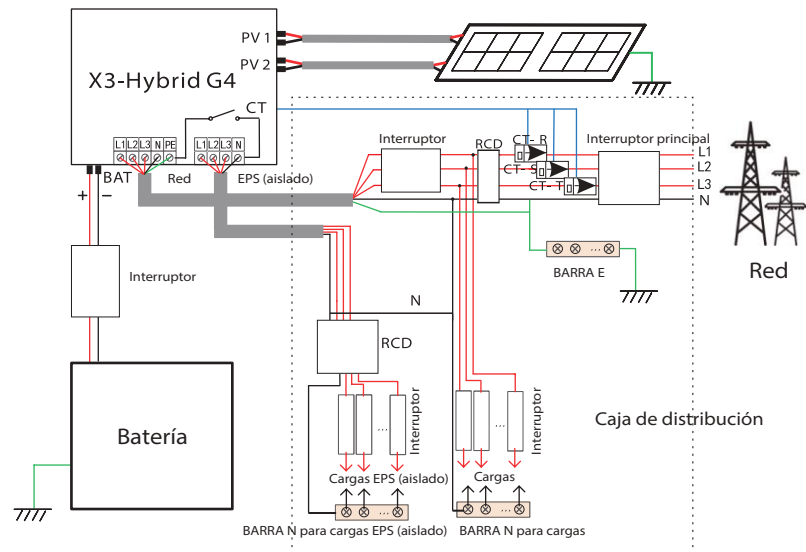 PV 1
PV 2
X3-Hybrid G4
CT
L1 L2 L3 N PE
L1 L2 L3 N
BAT
Red
EPS (aislado)
+
−
Interruptor
Batería
Interruptor
RCD
CT- R
CT- S
CT- T
Interruptor principal
L1
L2
L3
N
Red
...
BARRA E
N
RCD
...
Interruptor
...
Interruptor
Caja de distribución
Cargas EPS (aislado)
Cargas
...
...
BARRA N para cargas EPS (aislado)
BARRA N para cargas